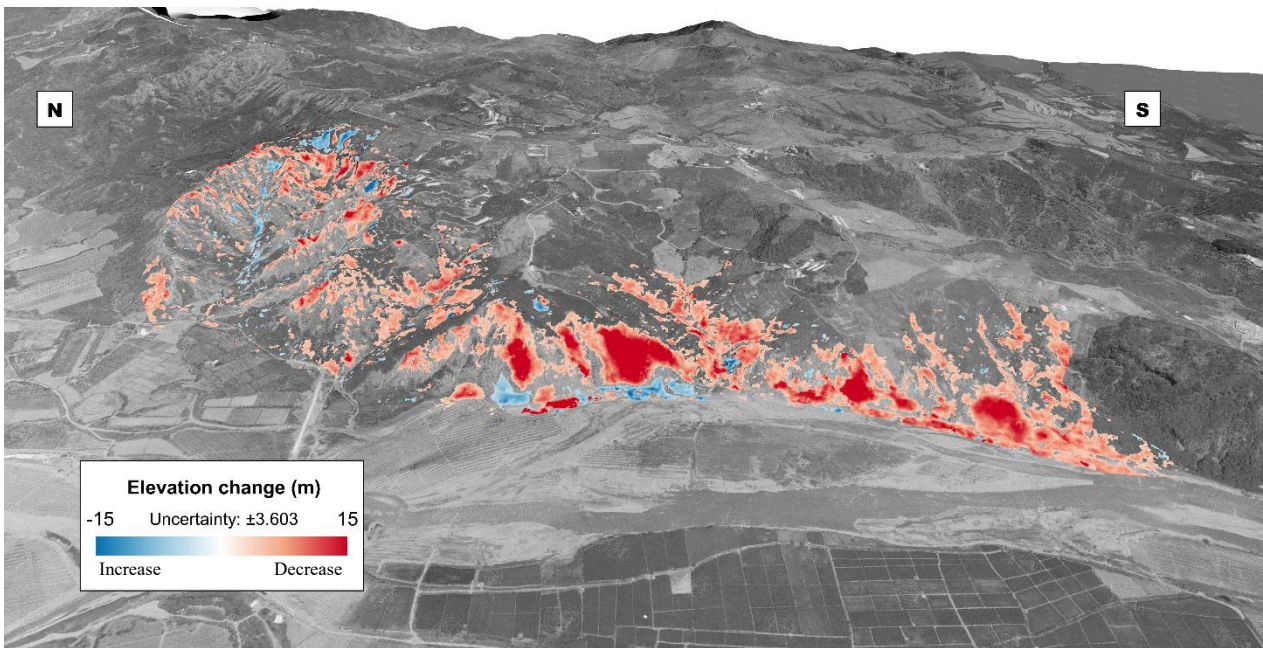 N
S
Elevation change (m)
-15 Uncertainty: ±3.603 15
Increase Decrease